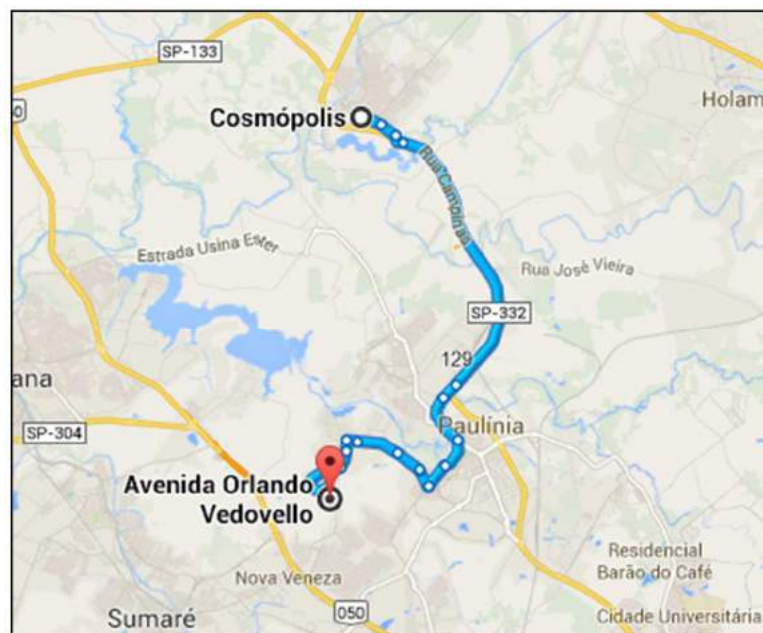 SP-133
Holam
Cosmópolis
Rua Campinas
Estrada Usina Ester
Rua José Vieira
SP-332
129
ana
Paulínia
SP-304
Avenida Orlando
Vedovello
Nova Veneza
Residencial
Barão do Café
050
Sumaré
Cidade Universitária